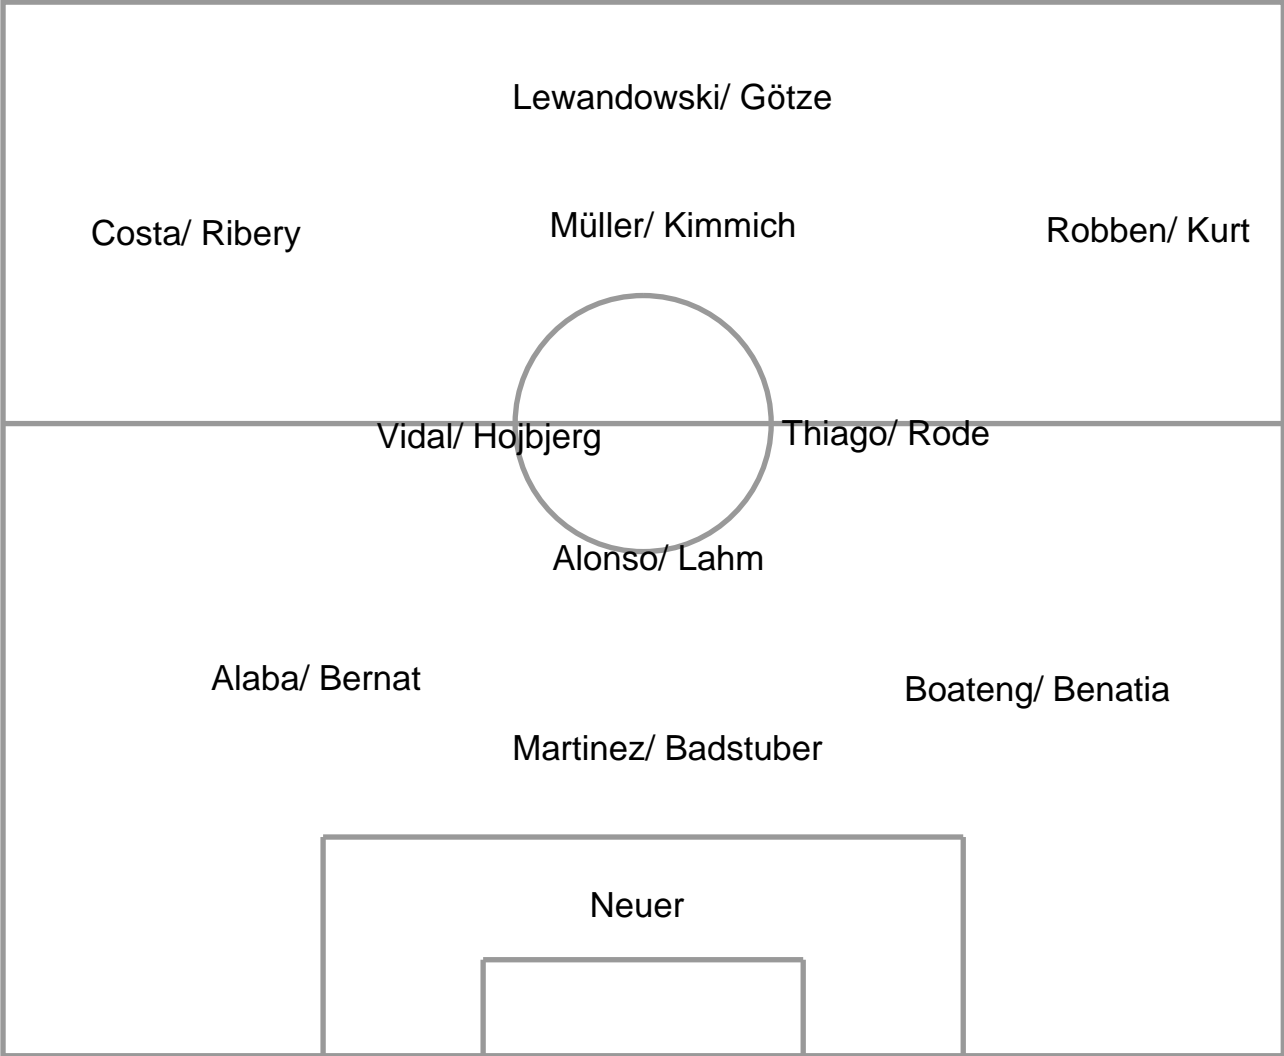 Lewandowski/ Götze
Costa/ Ribery
Müller/ Kimmich
Robben/ Kurt
Vidal/ Hojbjerg
Thiago/ Rode
Alonso/ Lahm
Alaba/ Bernat
Boateng/ Benatia
Martinez/ Badstuber
Neuer